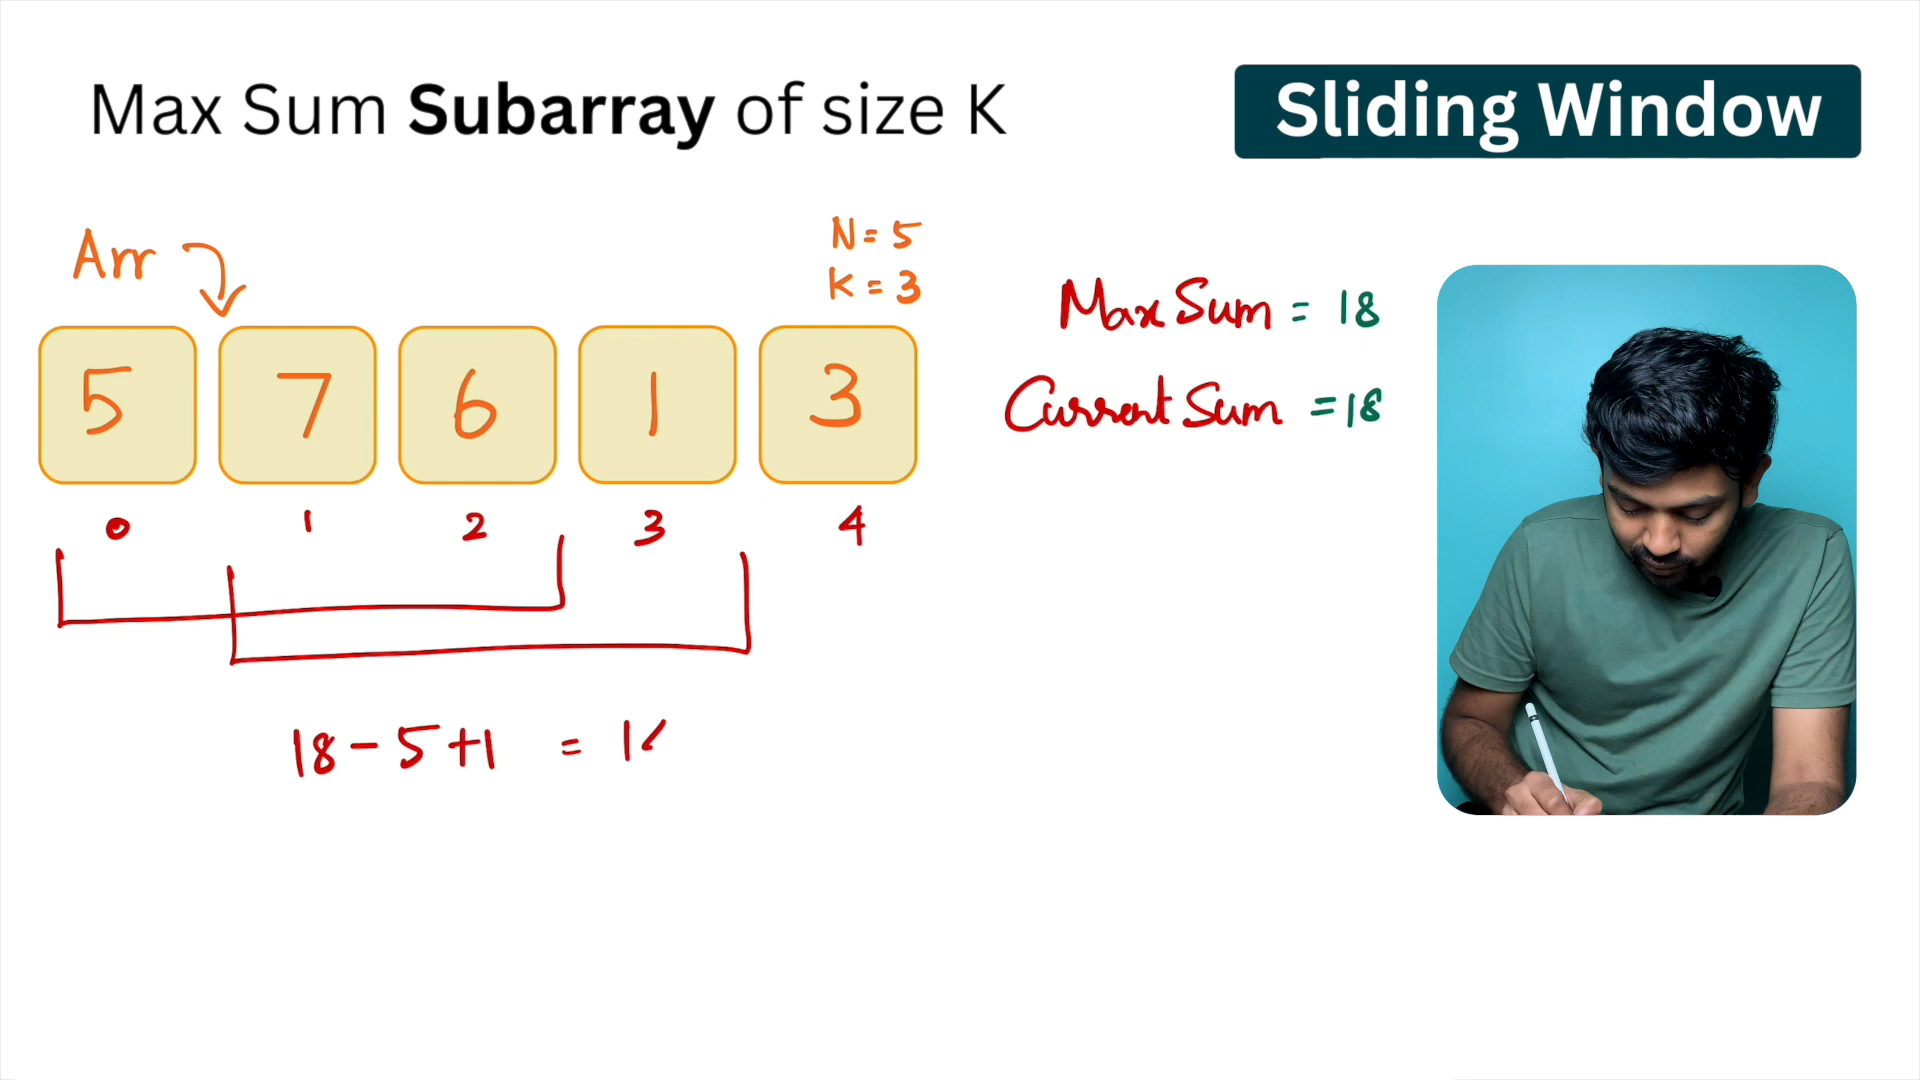 Max Sum Subarray of size K
Sliding Window
Arr
N = 5
K = 3
5 7 6 1 3
0 1 2 3 4
Max Sum = 18
Current Sum = 18
18 - 5 + 1 =